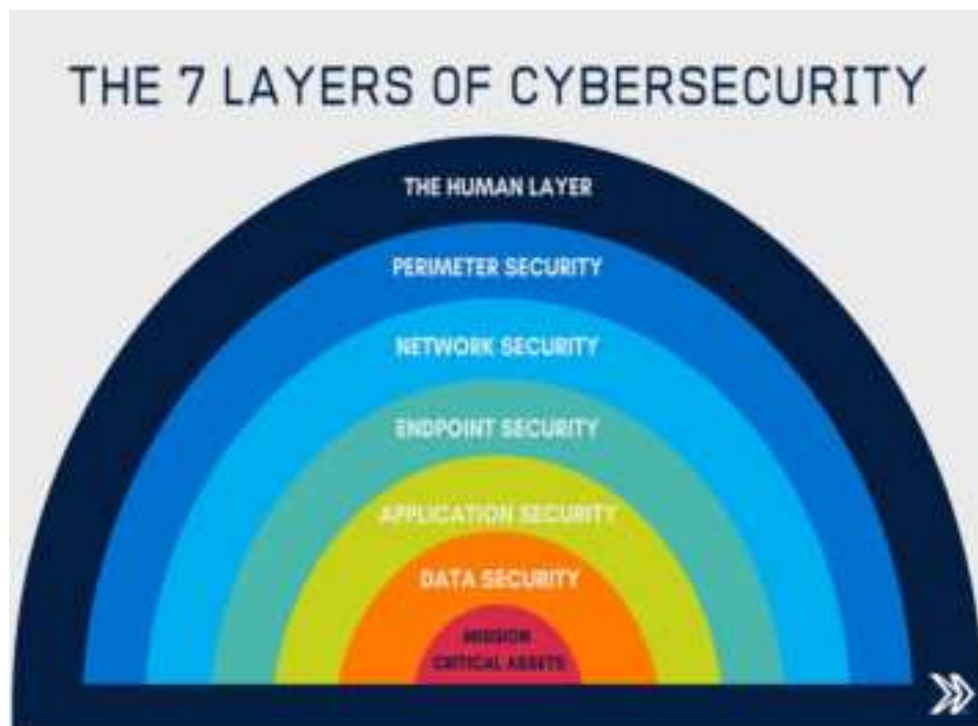 THE 7 LAYERS OF CYBERSECURITY
THE HUMAN LAYER
PERIMETER SECURITY
NETWORK SECURITY
ENDPOINT SECURITY
APPLICATION SECURITY
DATA SECURITY
MISSION
CRITICAL ASSETS